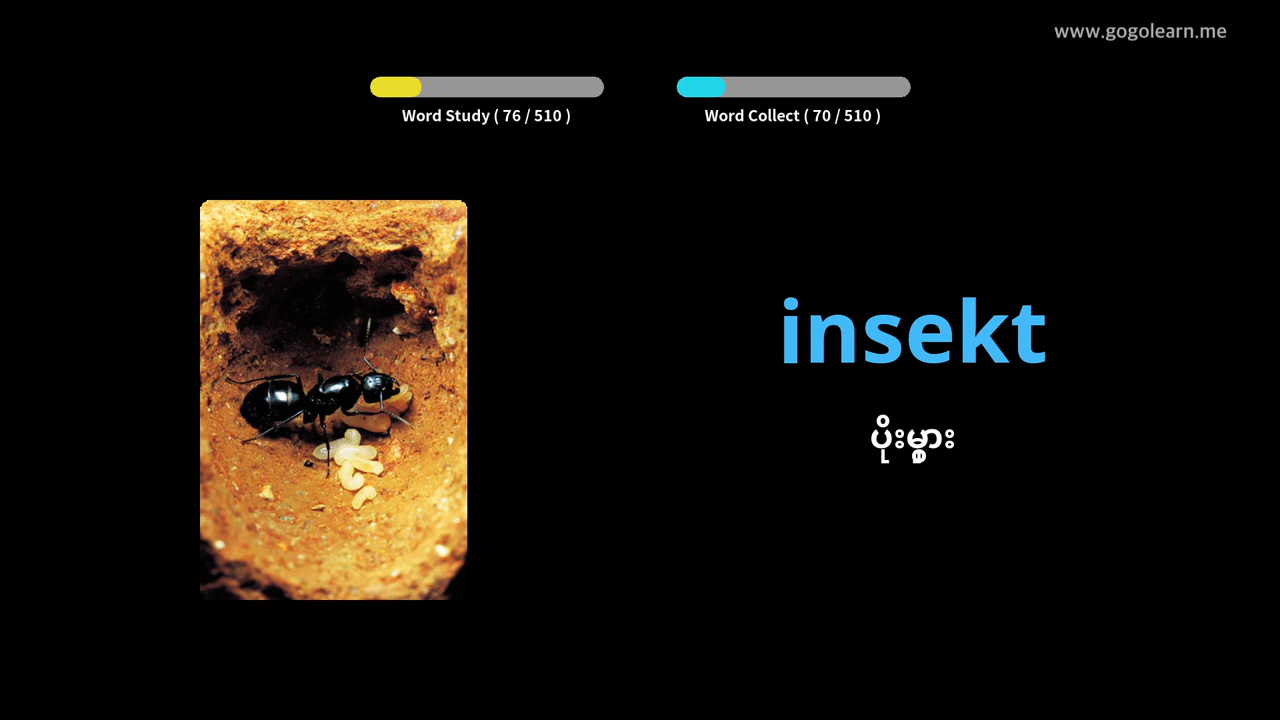 www.gogolearn.me
Word Study ( 76 / 510 )
Word Collect ( 70 / 510 )
insekt
ပိုးမွှား